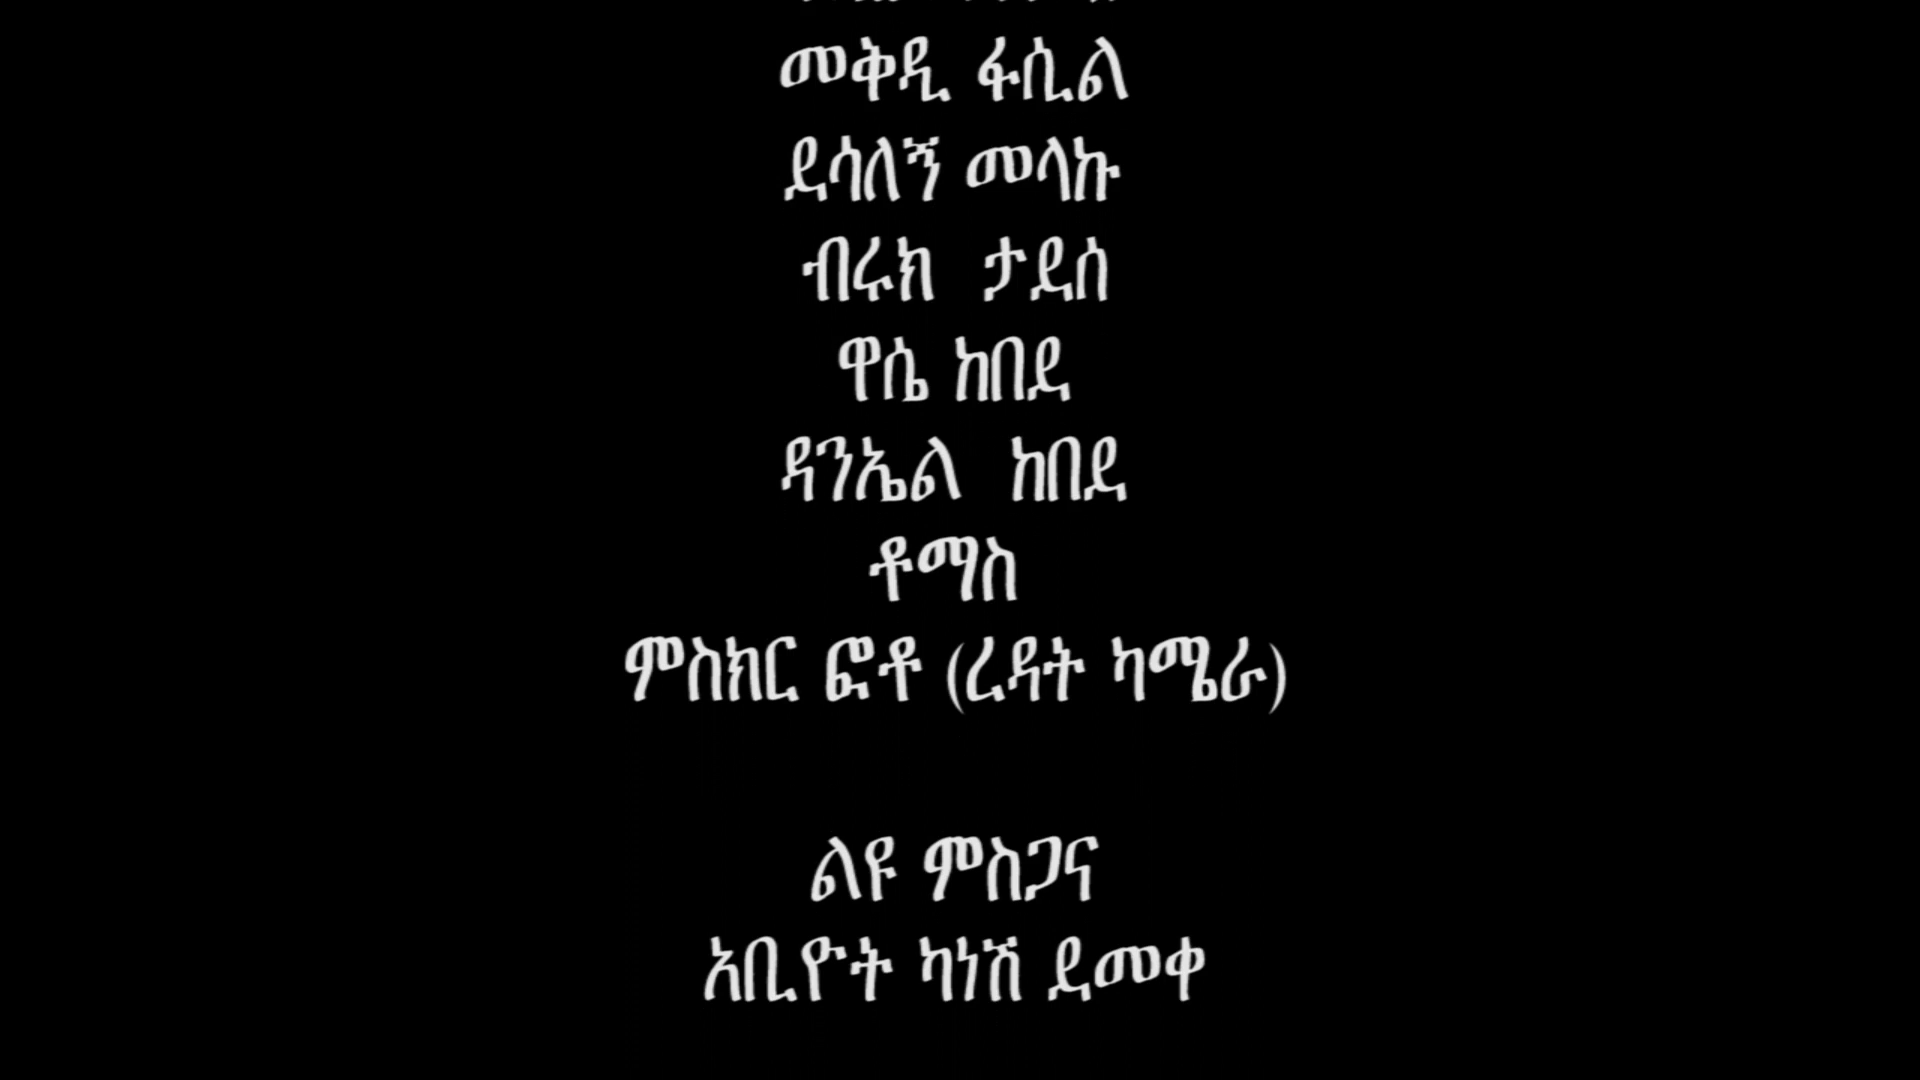 መቅዲ ፋሲል
ደሳለኝ መላኩ
ብሩክ ታደሰ
ዋሴ ከበደ
ዳንኤል ከበደ
ቶማስ
ምስክር ፎቶ (ረዳት ካሜራ)
ልዩ ምስጋና
አቢዮት ካነሽ ደመቀ